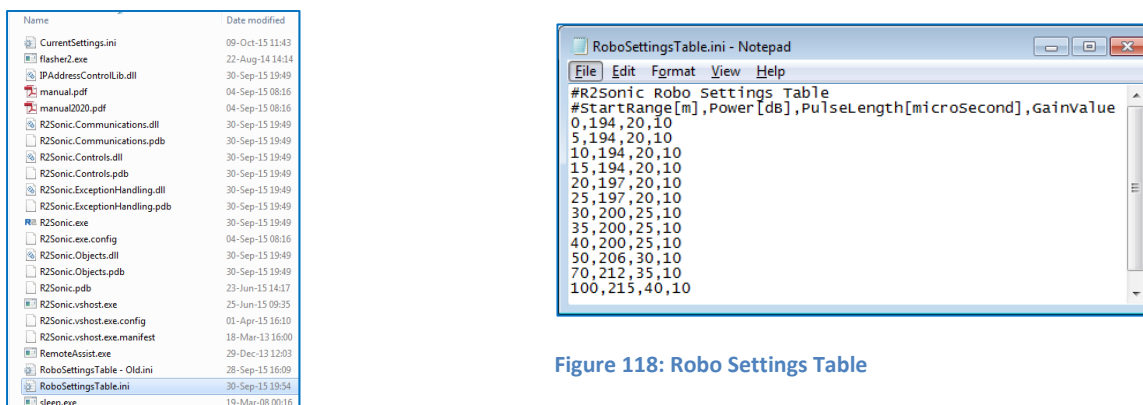 Name Date modified
CurrentSettings.ini 09-Oct-15 11:43
flasher2.exe 22-Aug-14 14:14
IPAddressControlLib.dll 30-Sep-15 19:49
manual.pdf 04-Sep-15 08:16
manual2020.pdf 04-Sep-15 08:16
R2Sonic.Communications.dll 30-Sep-15 19:49
R2Sonic.Communications.pdb 30-Sep-15 19:49
R2Sonic.Controls.dll 30-Sep-15 19:49
R2Sonic.Controls.pdb 30-Sep-15 19:49
R2Sonic.ExceptionHandling.dll 30-Sep-15 19:49
R2Sonic.ExceptionHandling.pdb 30-Sep-15 19:49
R2Sonic.exe 30-Sep-15 19:49
R2Sonic.exe.config 04-Sep-15 08:16
R2Sonic.Objects.dll 30-Sep-15 19:49
R2Sonic.Objects.pdb 30-Sep-15 19:49
R2Sonic.pdb 23-Jun-15 14:17
R2Sonic.vshost.exe 25-Jun-15 09:35
R2Sonic.vshost.exe.config 01-Apr-15 16:10
R2Sonic.vshost.exe.manifest 18-Mar-13 16:00
RemoteAssist.exe 29-Dec-13 12:03
RoboSettingsTable - Old.ini 28-Sep-15 16:09
RoboSettingsTable.ini 30-Sep-15 19:54
sleep.exe 19-Mar-08 00:16
RoboSettingsTable.ini - Notepad
File Edit Format View Help
#R2Sonic Robo Settings Table
#StartRange[m],Power[dB],PulseLength[microSecond],GainValue
0,194,20,10
5,194,20,10
10,194,20,10
15,194,20,10
20,197,20,10
25,197,20,10
30,200,25,10
35,200,25,10
40,200,25,10
50,206,30,10
70,212,35,10
100,215,40,10
Figure 118: Robo Settings Table